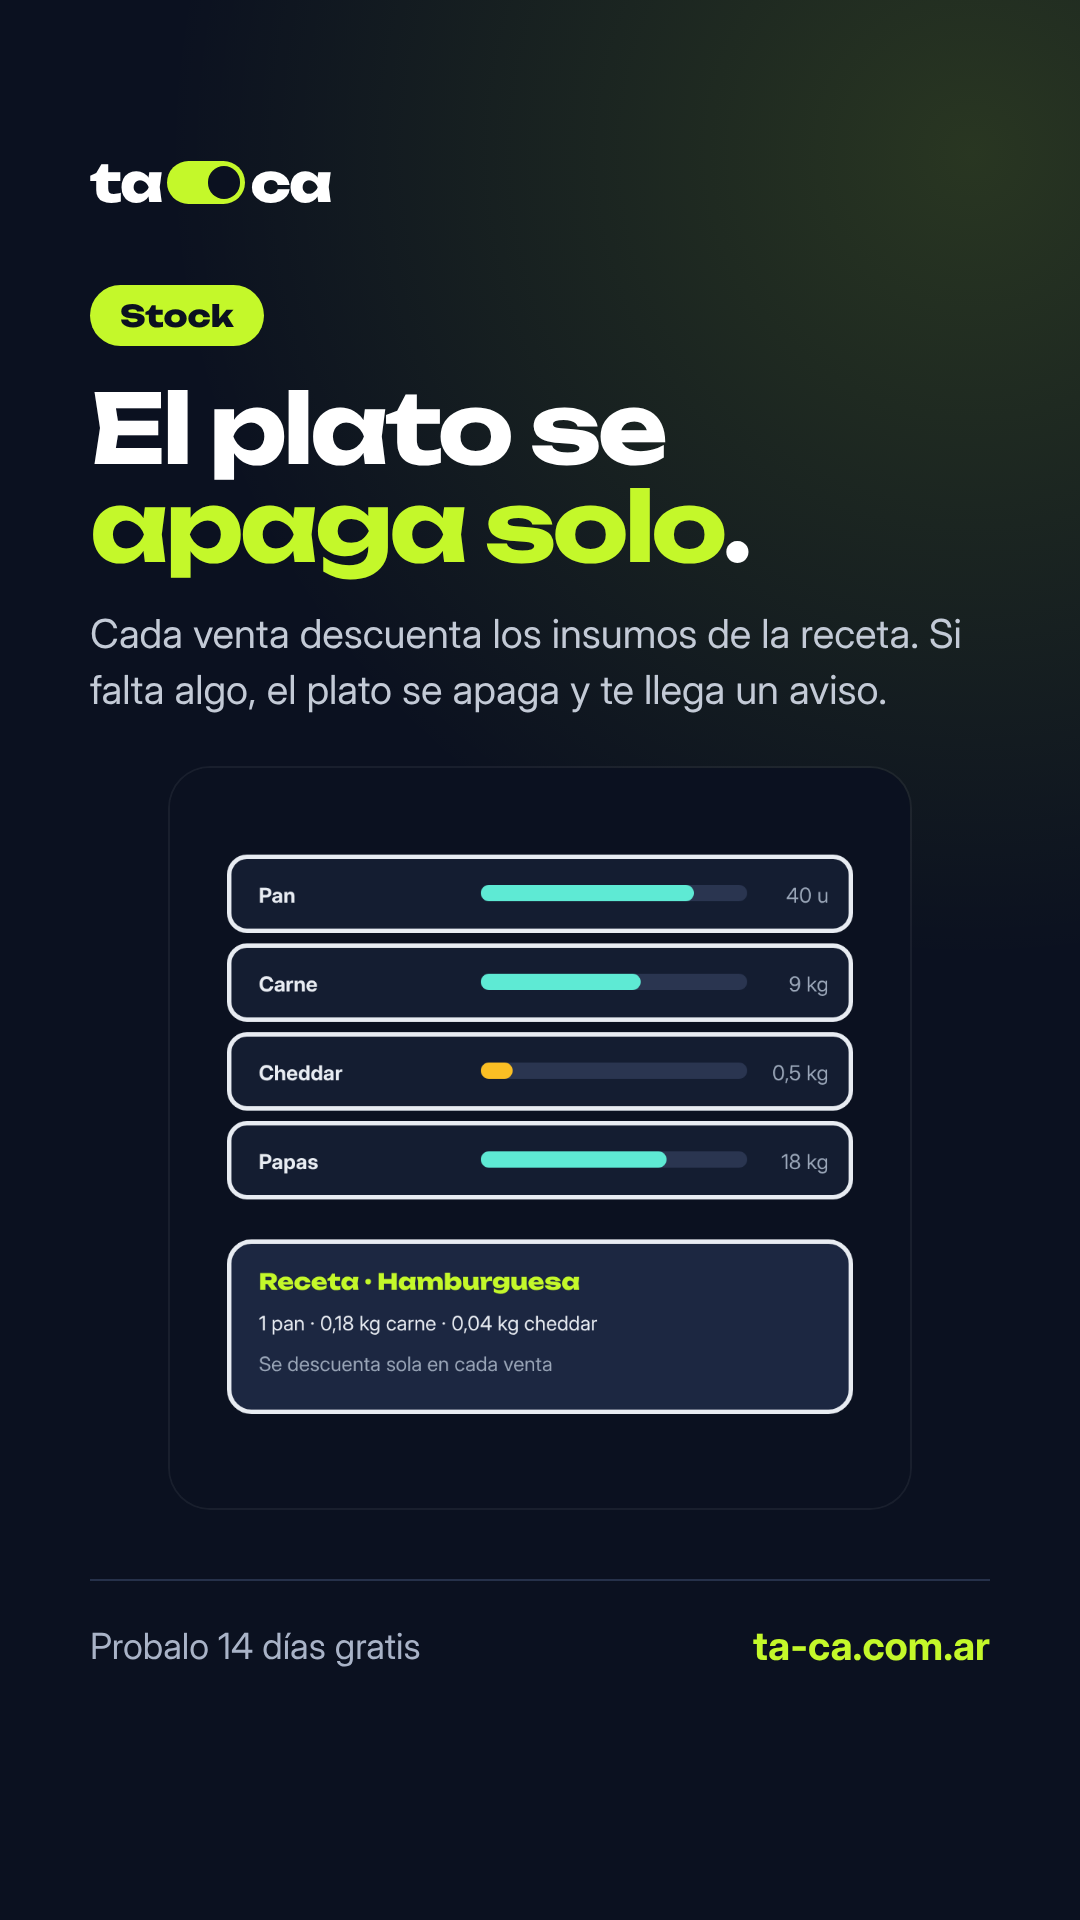 ta ca
Stock
El plato se
apaga solo.
Cada venta descuenta los insumos de la receta. Si
falta algo, el plato se apaga y te llega un aviso.
Pan 40 u
Carne 9 kg
Cheddar 0,5 kg
Papas 18 kg
Receta · Hamburguesa
1 pan · 0,18 kg carne · 0,04 kg cheddar
Se descuenta sola en cada venta
Probalo 14 días gratis ta-ca.com.ar